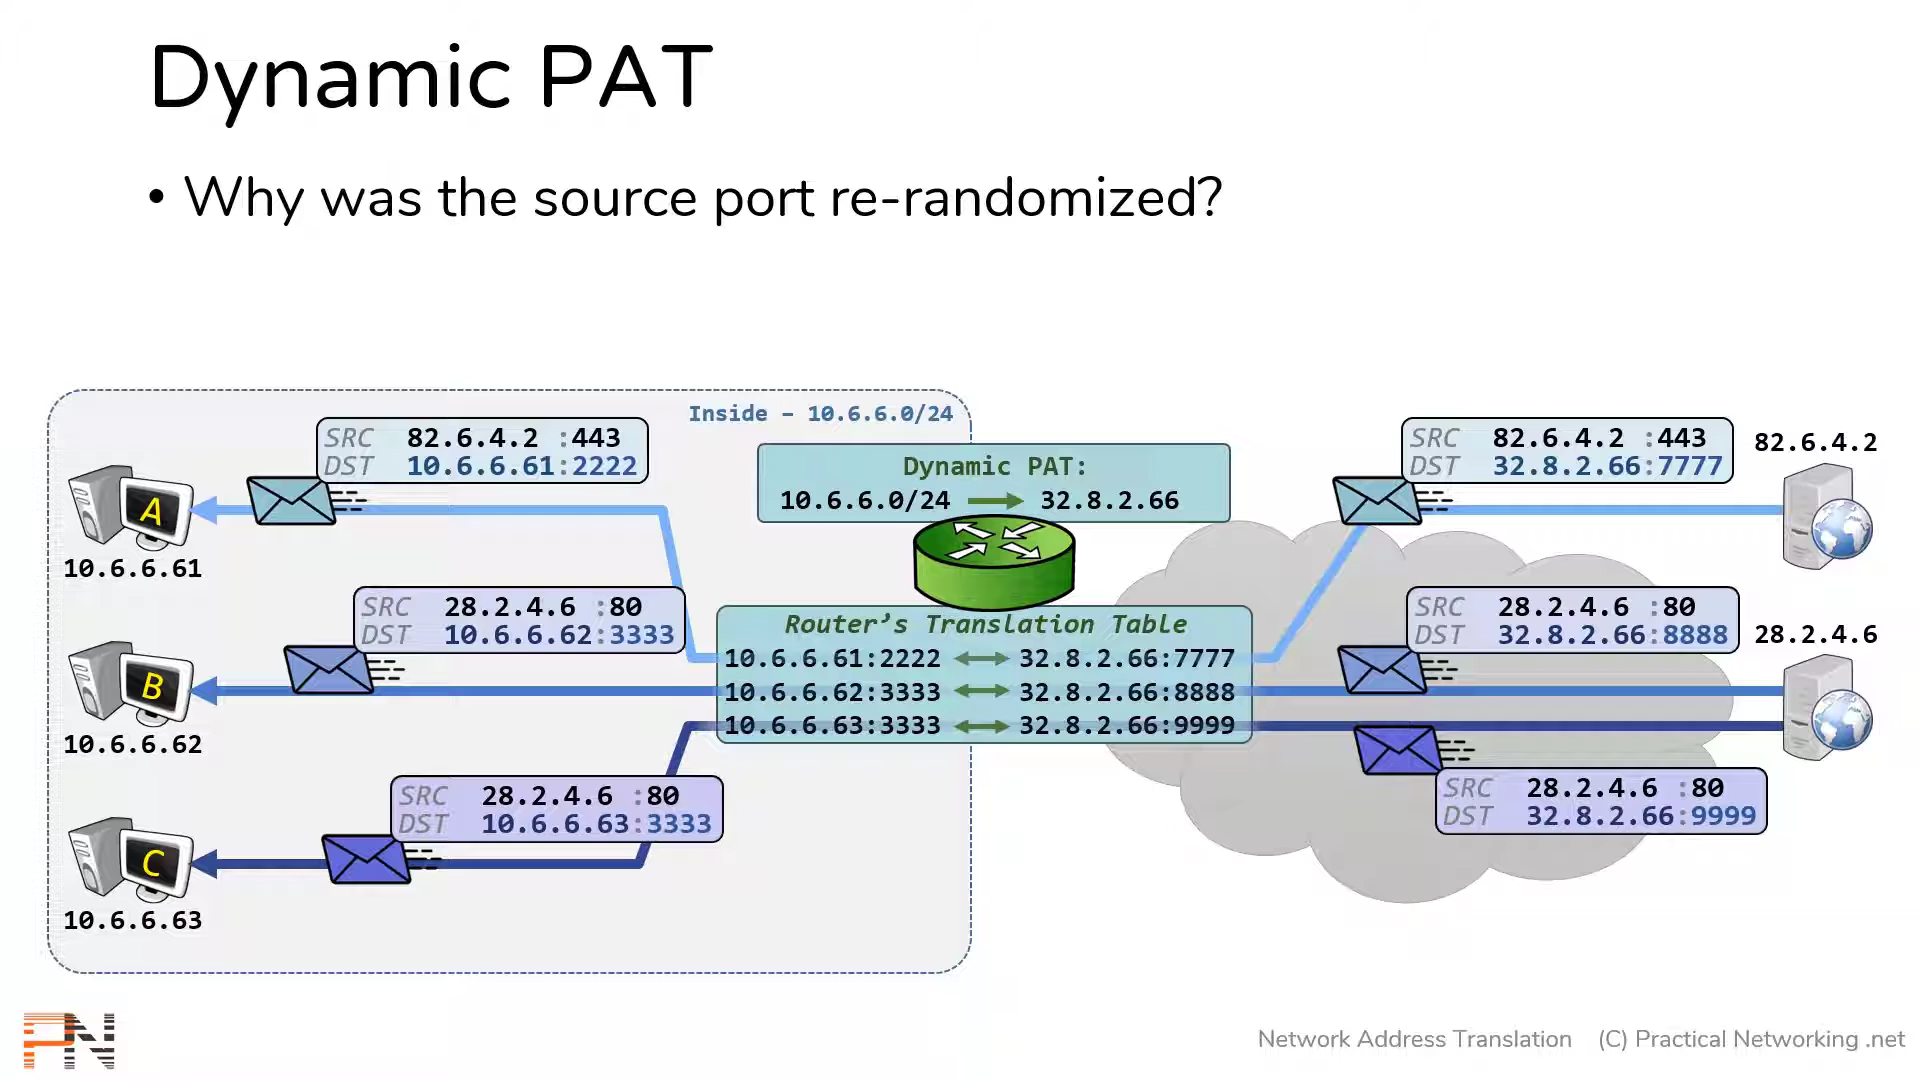 Dynamic PAT
• Why was the source port re-randomized?
Inside – 10.6.6.0/24
SRC 82.6.4.2 :443
DST 10.6.6.61:2222
A
10.6.6.61
SRC 28.2.4.6 :80
DST 10.6.6.62:3333
B
10.6.6.62
SRC 28.2.4.6 :80
DST 10.6.6.63:3333
C
10.6.6.63
Dynamic PAT:
10.6.6.0/24 32.8.2.66
Router’s Translation Table
10.6.6.61:2222 32.8.2.66:7777
10.6.6.62:3333 32.8.2.66:8888
10.6.6.63:3333 32.8.2.66:9999
SRC 82.6.4.2 :443
DST 32.8.2.66:7777
82.6.4.2
SRC 28.2.4.6 :80
DST 32.8.2.66:8888
28.2.4.6
SRC 28.2.4.6 :80
DST 32.8.2.66:9999
PN
Network Address Translation (C) Practical Networking .net